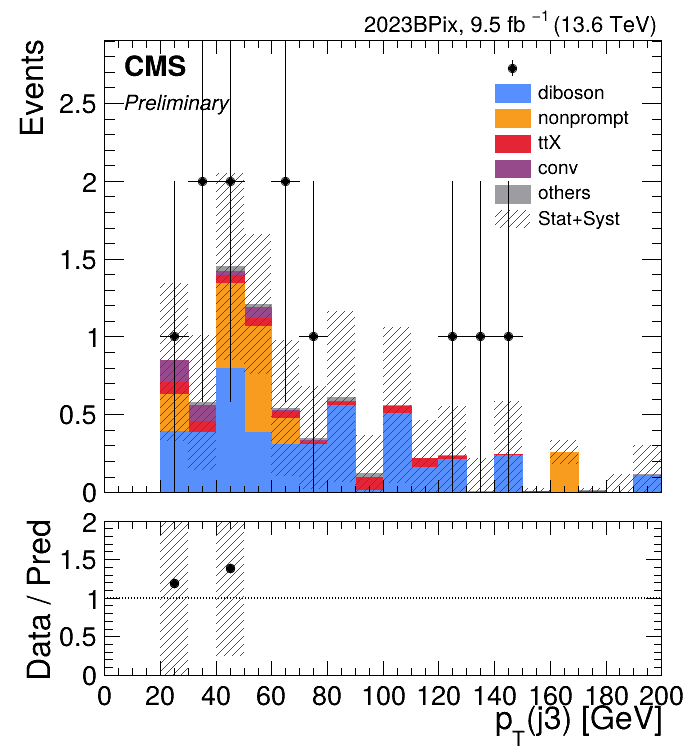 2023BPix, 9.5 fb⁻¹ (13.6 TeV)
CMS
Preliminary
diboson
nonprompt
ttX
conv
others
Stat+Syst
Events
2.5
2
1.5
1
0.5
0
Data / Pred
2
1.5
1
0.5
0
0 20 40 60 80 100 120 140 160 180 200
p_T(j3) [GeV]